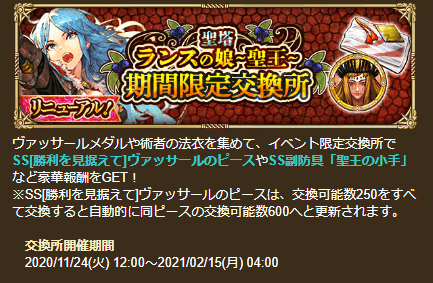 聖塔
ランスの娘~聖王~
期間限定交換所
リニューアル!
ヴァッサールメダルや術者の法衣を集めて、イベント限定交換所で
SS[勝利を見据えて]ヴァッサールのピースやSS副防具「聖王の小手」
など豪華報酬をGET！
※SS[勝利を見据えて]ヴァッサールのピースは、交換可能数250をすべ
て交換すると自動的に同ピースの交換可能数600へと更新されます。
交換所開催期間
2020/11/24(火) 12:00～2021/02/15(月) 04:00